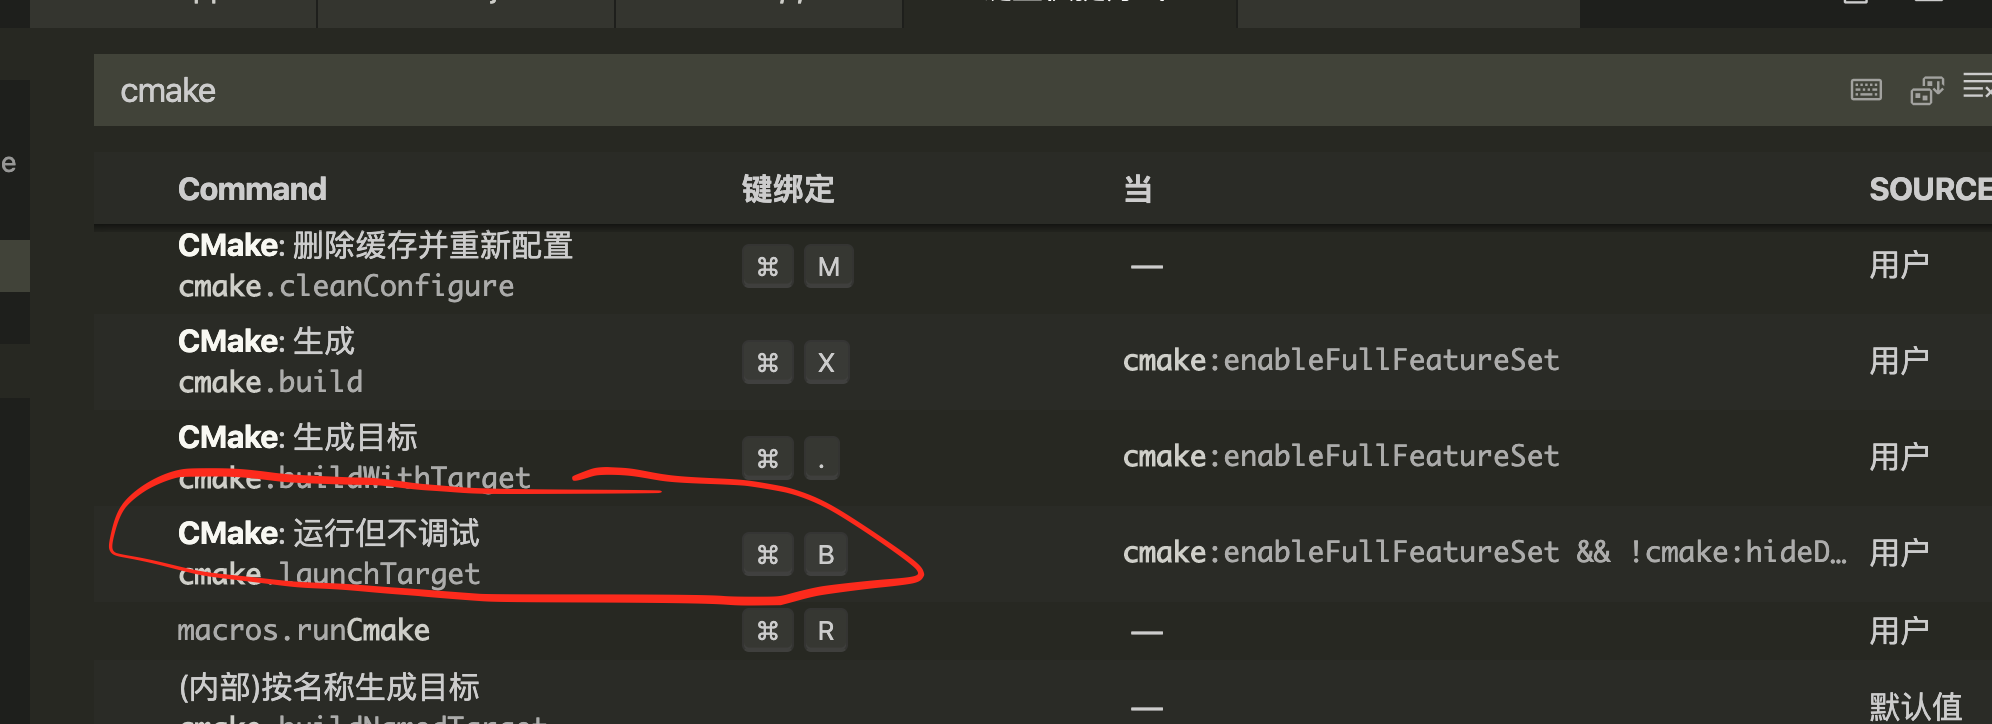 cmake
e
Command 键绑定 当 SOURCE
CMake: 删除缓存并重新配置
cmake.cleanConfigure
⌘ M — 用户
CMake: 生成
cmake.build
⌘ X cmake:enableFullFeatureSet 用户
CMake: 生成目标
cmake.buildWithTarget
⌘ . cmake:enableFullFeatureSet 用户
CMake: 运行但不调试
cmake.launchTarget
⌘ B cmake:enableFullFeatureSet && !cmake:hideD... 用户
macros.runCmake ⌘ R — 用户
(内部)按名称生成目标
cmake.buildNamedTarget
— 默认值